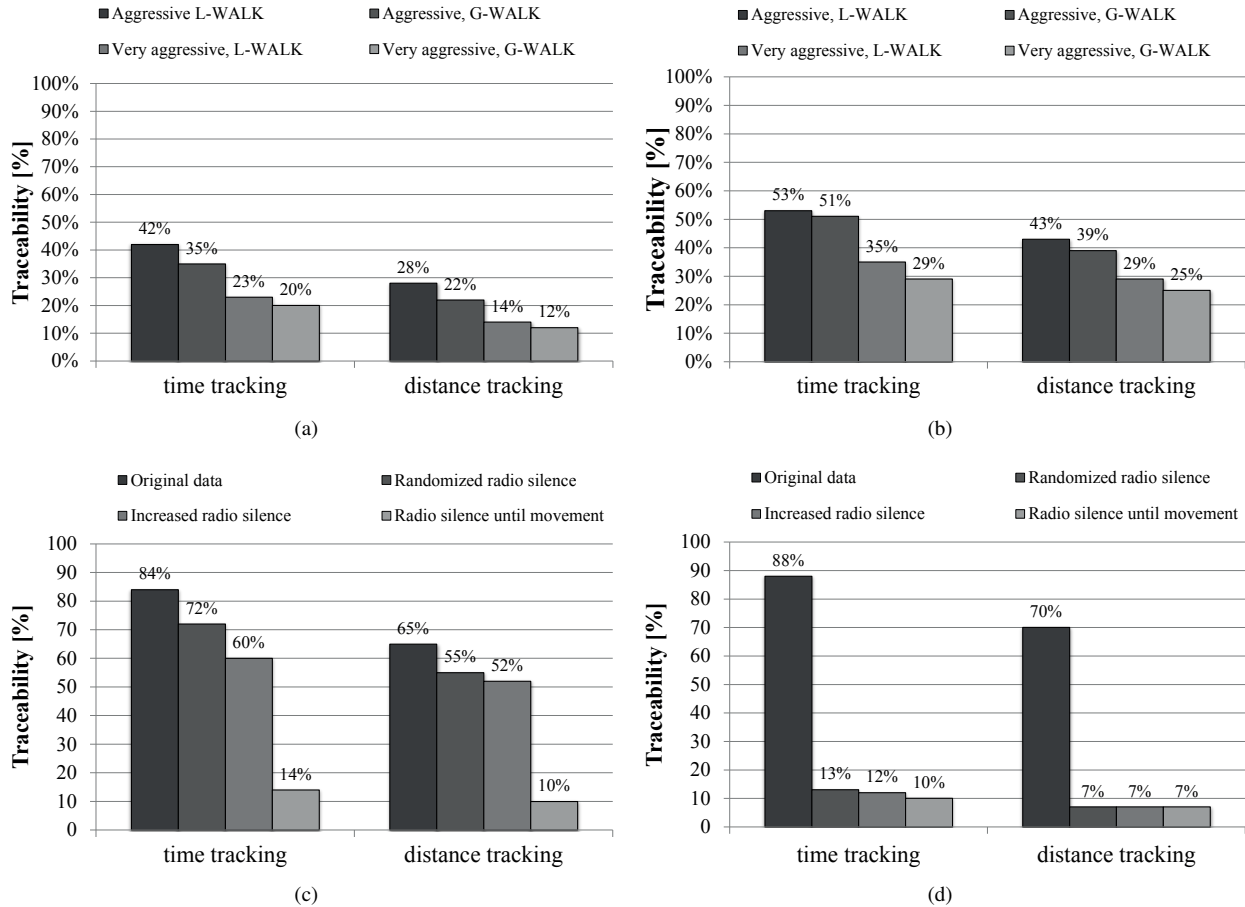 Aggressive L-WALK
Aggressive, G-WALK
Very aggressive, L-WALK
Very aggressive, G-WALK
Traceability [%]
100%
90%
80%
70%
60%
50%
40%
30%
20%
10%
0%
42%
35%
23%
20%
28%
22%
14%
12%
time tracking
distance tracking
(a)
Aggressive, L-WALK
Aggressive, G-WALK
Very aggressive, L-WALK
Very aggressive, G-WALK
Traceability [%]
100%
90%
80%
70%
60%
50%
40%
30%
20%
10%
0%
53%
51%
35%
29%
43%
39%
29%
25%
time tracking
distance tracking
(b)
Original data
Randomized radio silence
Increased radio silence
Radio silence until movement
Traceability [%]
100
90
80
70
60
50
40
30
20
10
0
84%
72%
60%
14%
65%
55%
52%
10%
time tracking
distance tracking
(c)
Original data
Randomized radio silence
Increased radio silence
Radio silence until movement
Traceability [%]
100
90
80
70
60
50
40
30
20
10
0
88%
13%
12%
10%
70%
7%
7%
7%
time tracking
distance tracking
(d)